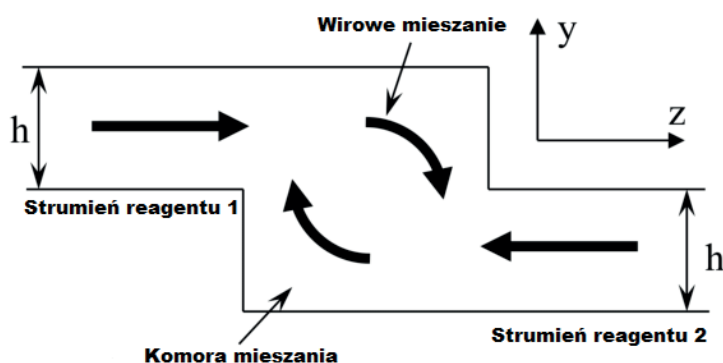 Wirowe mieszanie
y
z
h
Strumień reagentu 1
h
Strumień reagentu 2
Komora mieszania